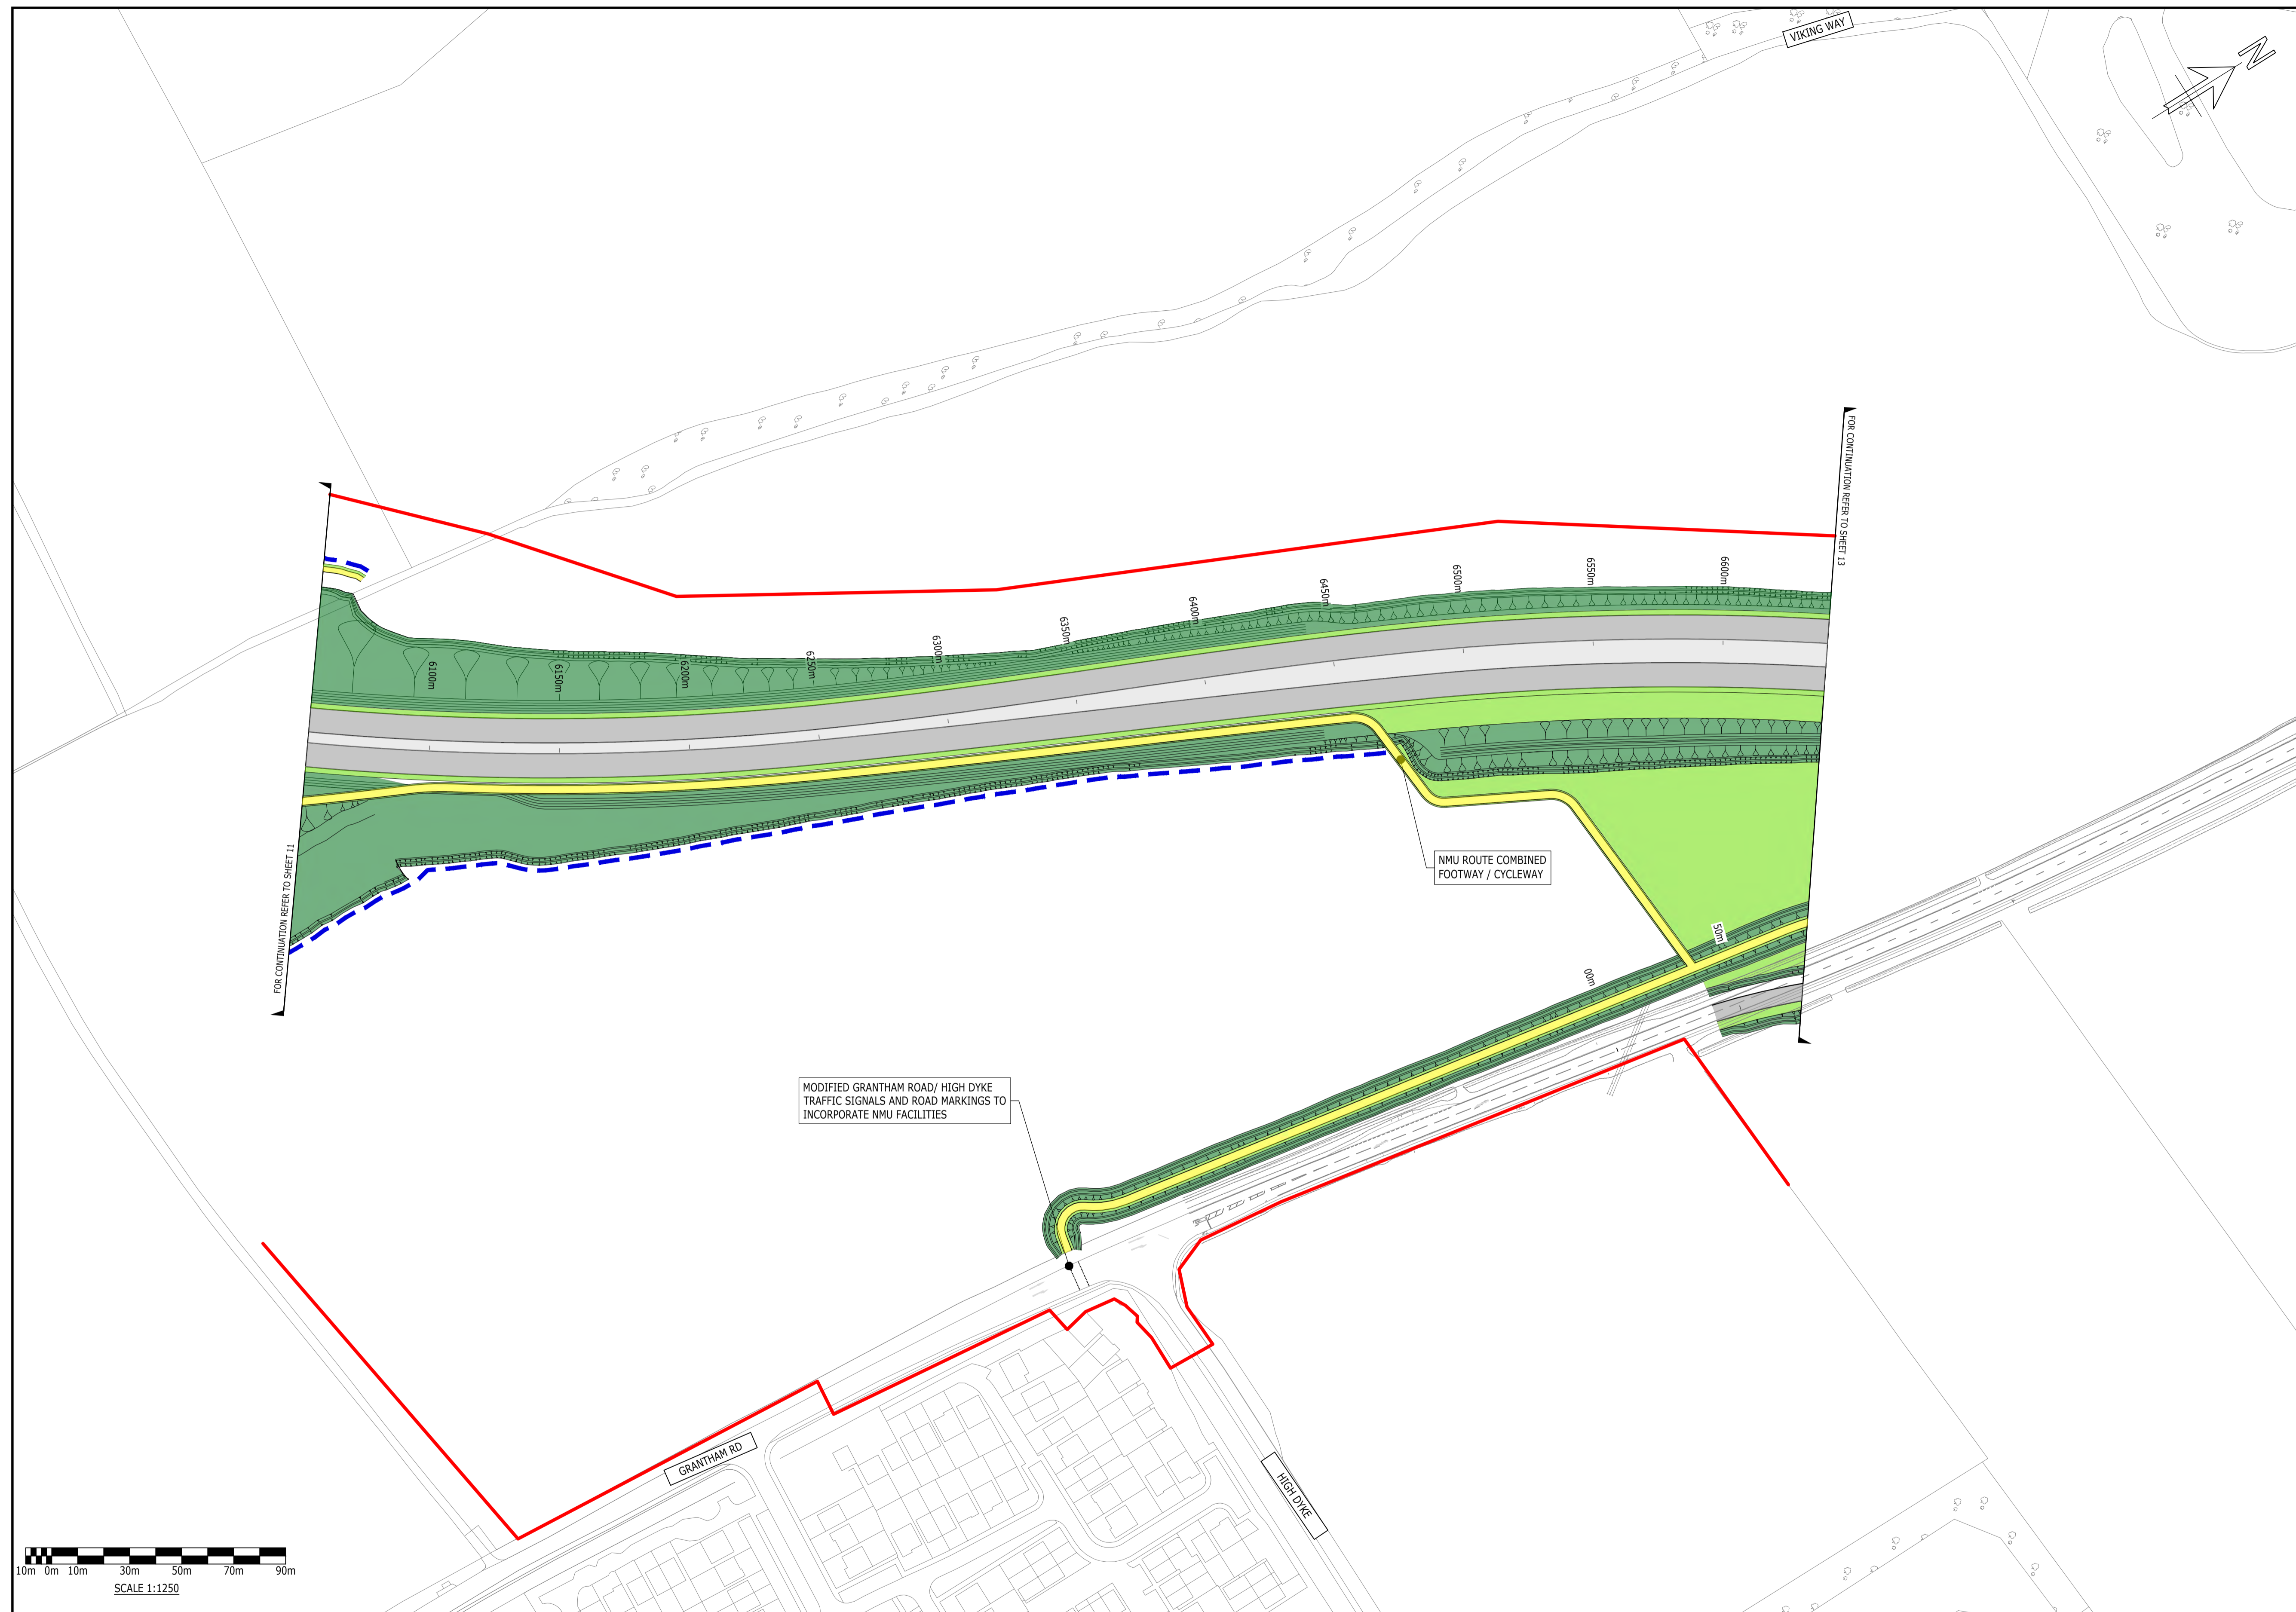 VIKING WAY
N
FOR CONTINUATION REFER TO SHEET 13
FOR CONTINUATION REFER TO SHEET 11
6100m
6150m
6200m
6250m
6300m
6350m
6400m
6450m
6500m
6550m
6600m
NMU ROUTE COMBINED
FOOTWAY / CYCLEWAY
50m
00m
MODIFIED GRANTHAM ROAD/ HIGH DYKE
TRAFFIC SIGNALS AND ROAD MARKINGS TO
INCORPORATE NMU FACILITIES
GRANTHAM RD
HIGH DYKE
10m 0m 10m 30m 50m 70m 90m
SCALE 1:1250